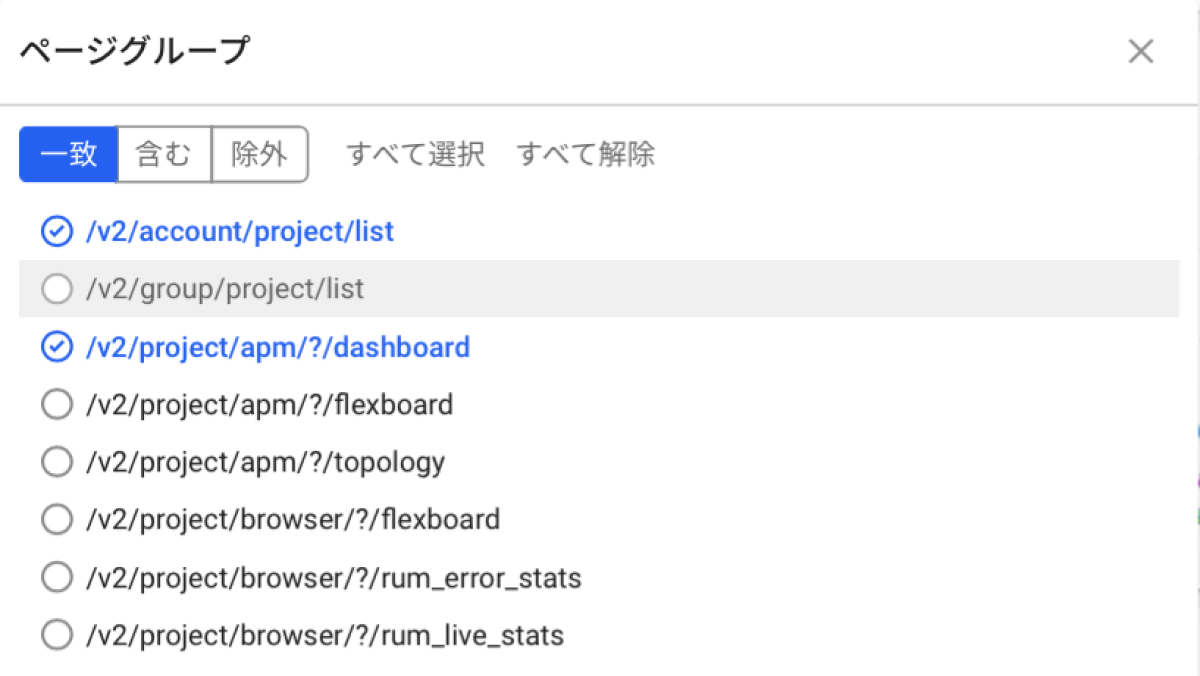 ページグループ
一致 含む 除外 すべて選択 すべて解除
/v2/account/project/list
/v2/group/project/list
/v2/project/apm/?/dashboard
/v2/project/apm/?/flexboard
/v2/project/apm/?/topology
/v2/project/browser/?/flexboard
/v2/project/browser/?/rum_error_stats
/v2/project/browser/?/rum_live_stats